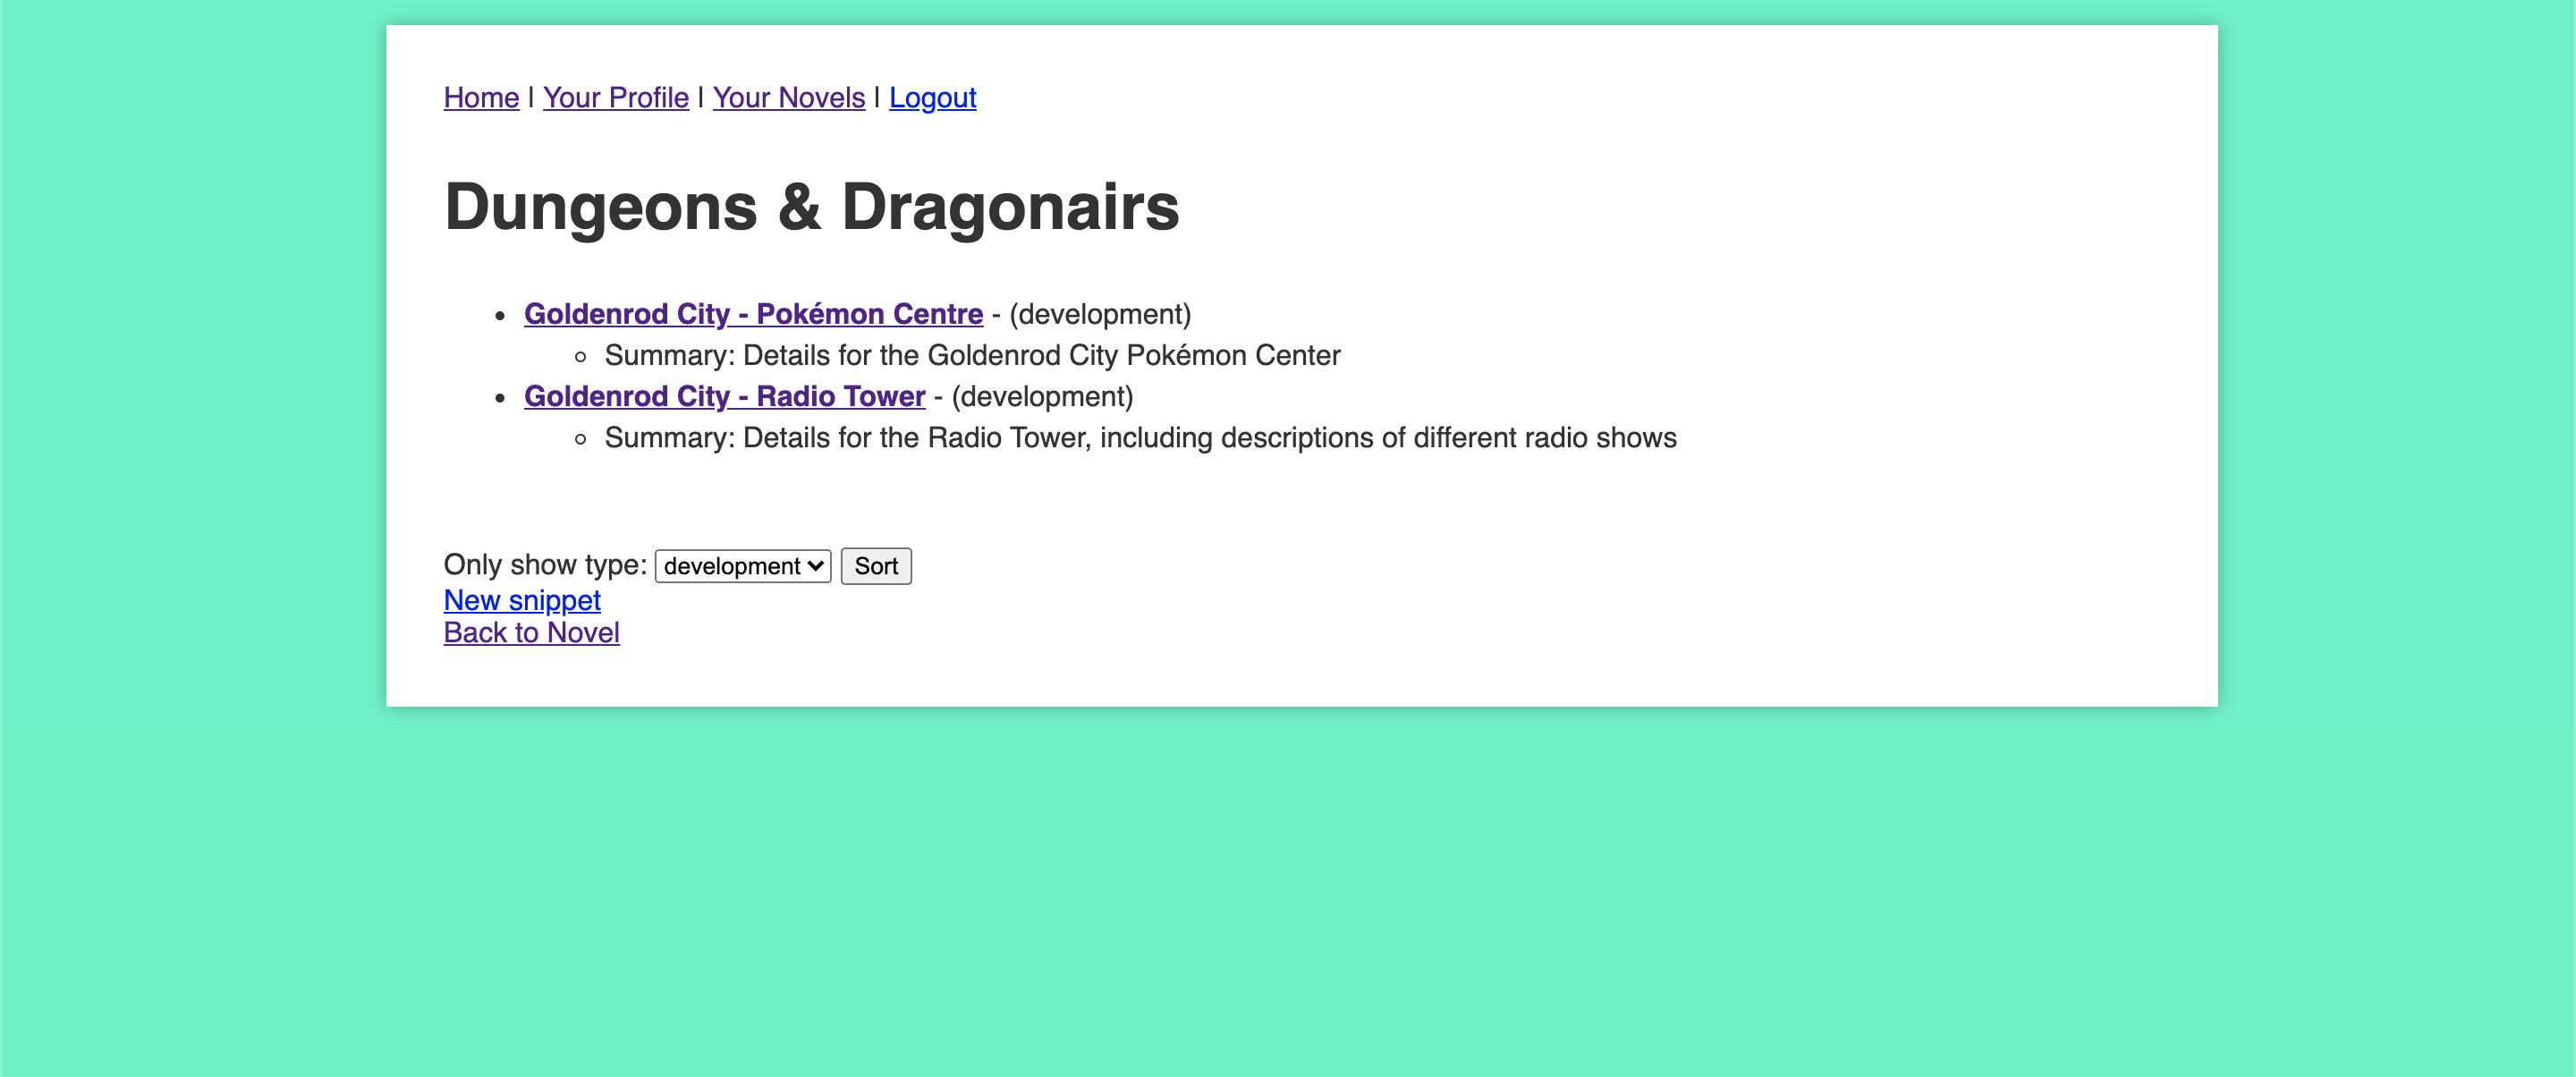 Home | Your Profile | Your Novels | Logout
Dungeons & Dragonairs
Goldenrod City - Pokémon Centre - (development)
Summary: Details for the Goldenrod City Pokémon Center
Goldenrod City - Radio Tower - (development)
Summary: Details for the Radio Tower, including descriptions of different radio shows
Only show type: development Sort
New snippet
Back to Novel